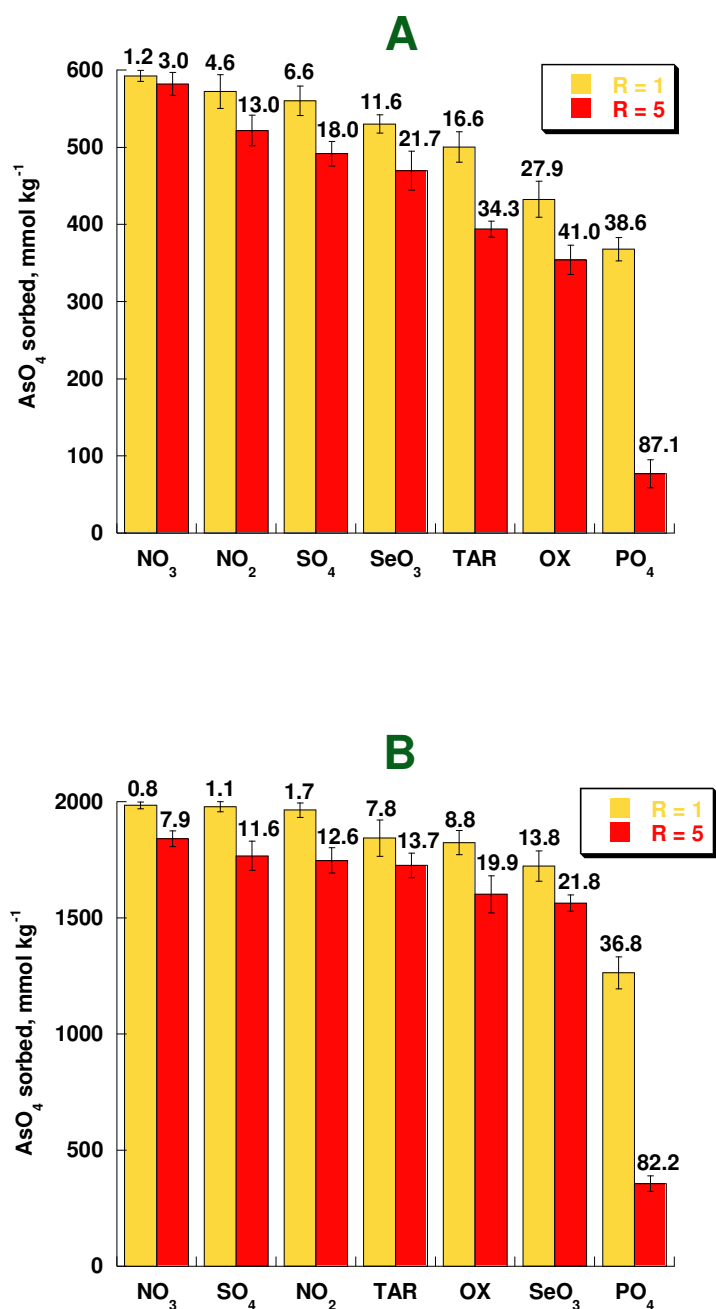 A
R = 1
R = 5
1.2 3.0 4.6 13.0 6.6 18.0 11.6 21.7 16.6 34.3 27.9 41.0 38.6 87.1
AsO₄ sorbed, mmol kg⁻¹
600
500
400
300
200
100
0
NO₃ NO₂ SO₄ SeO₃ TAR OX PO₄
B
R = 1
R = 5
0.8 7.9 1.1 11.6 1.7 12.6 7.8 13.7 8.8 19.9 13.8 21.8 36.8 82.2
AsO₄ sorbed, mmol kg⁻¹
2000
1500
1000
500
0
NO₃ SO₄ NO₂ TAR OX SeO₃ PO₄